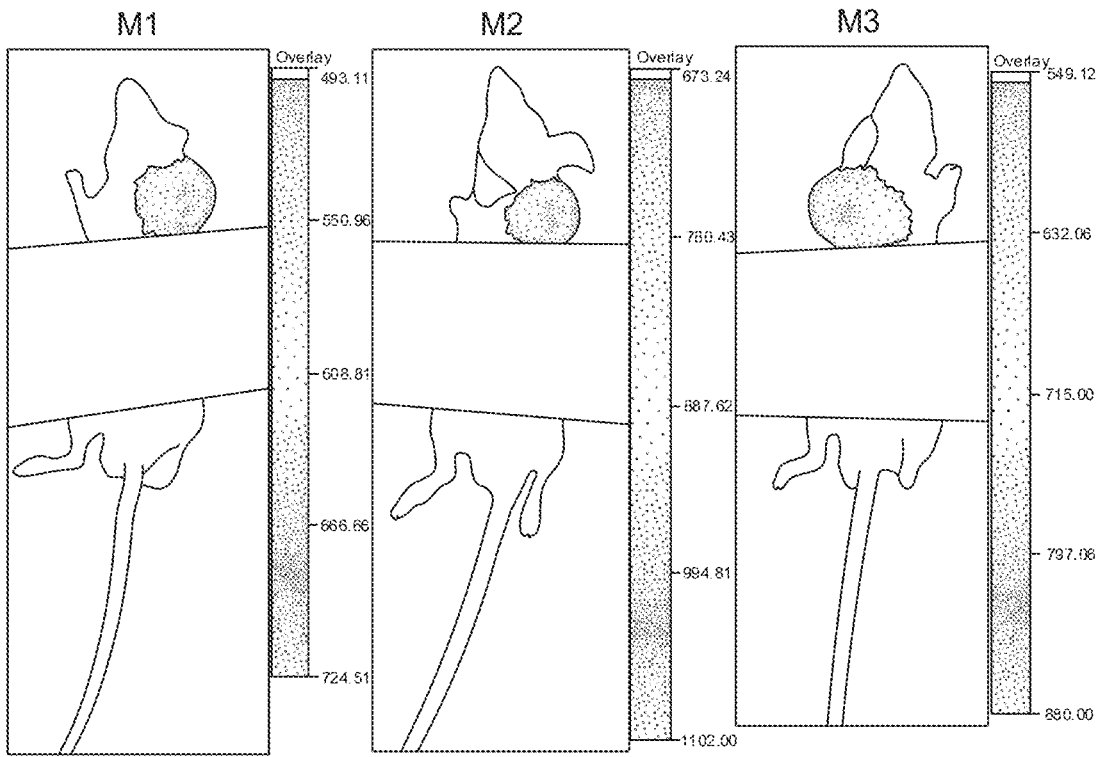 M1
Overlay
493.11
550.96
608.81
666.66
724.51
M2
Overlay
673.24
780.43
887.62
994.81
1102.00
M3
Overlay
549.12
632.06
715.00
797.06
880.00